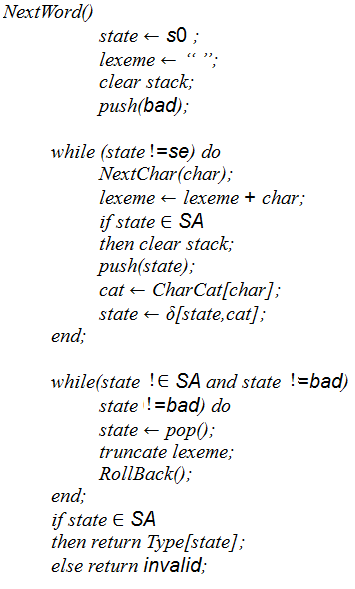 NextWord()
state ← s0 ;
lexeme ← “ ”;
clear stack;
push(bad);
while (state !=se) do
NextChar(char);
lexeme ← lexeme + char;
if state ∈ SA
then clear stack;
push(state);
cat ← CharCat[char];
state ← δ[state,cat];
end;
while(state !∈ SA and state !=bad)
state !=bad) do
state ← pop();
truncate lexeme;
RollBack();
end;
if state ∈ SA
then return Type[state];
else return invalid;